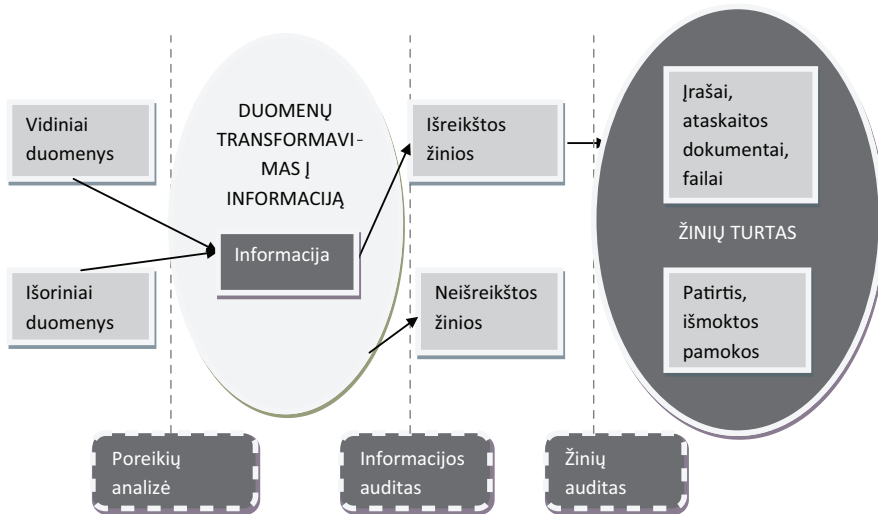 Vidiniai
duomenys
Išoriniai
duomenys
DUOMENŲ
TRANSFORMAVI-
MAS Į
INFORMACIJĄ
Informacija
Išreikštos
žinios
Neišreikštos
žinios
Įrašai,
ataskaitos
dokumentai,
failai
ŽINIŲ TURTAS
Patirtis,
išmoktos
pamokos
Poreikių
analizė
Informacijos
auditas
Žinių
auditas